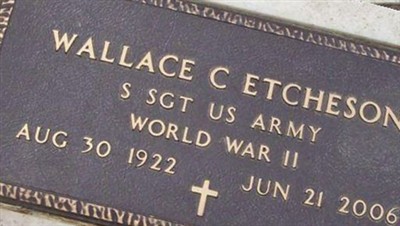 WALLACE C ETCHESON
S SGT US ARMY
WORLD WAR II
AUG 30 1922 JUN 21 2006